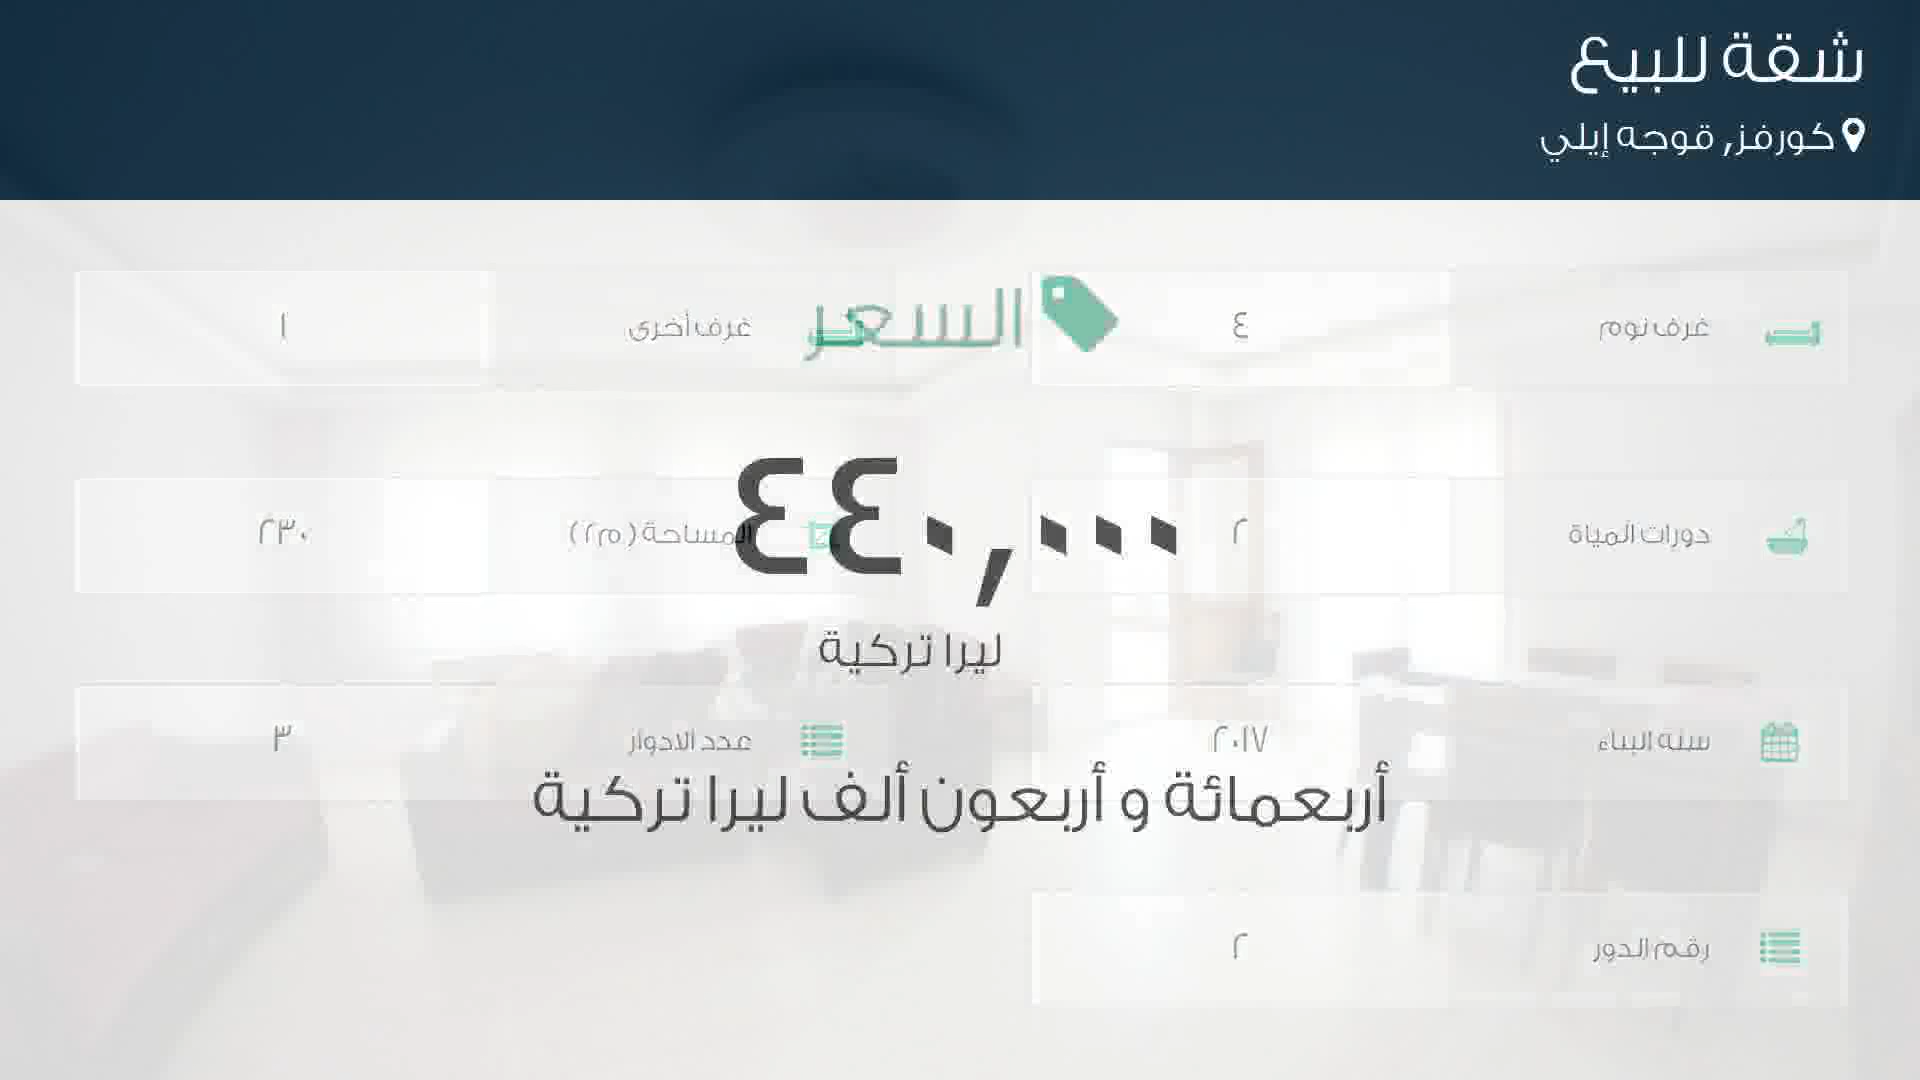 شقة للبيع
كورفز, قوجه إيلي
السعر
غرف نوم ٤
غرف أخرى ١
٤٤٠,٠٠٠
دورات المياة ٢
المساحة (م٢) ٢٣٠
ليرا تركية
سنة البناء ٢٠١٧
عدد الادوار ٣
أربعمائة و أربعون ألف ليرا تركية
رقم الدور ٢